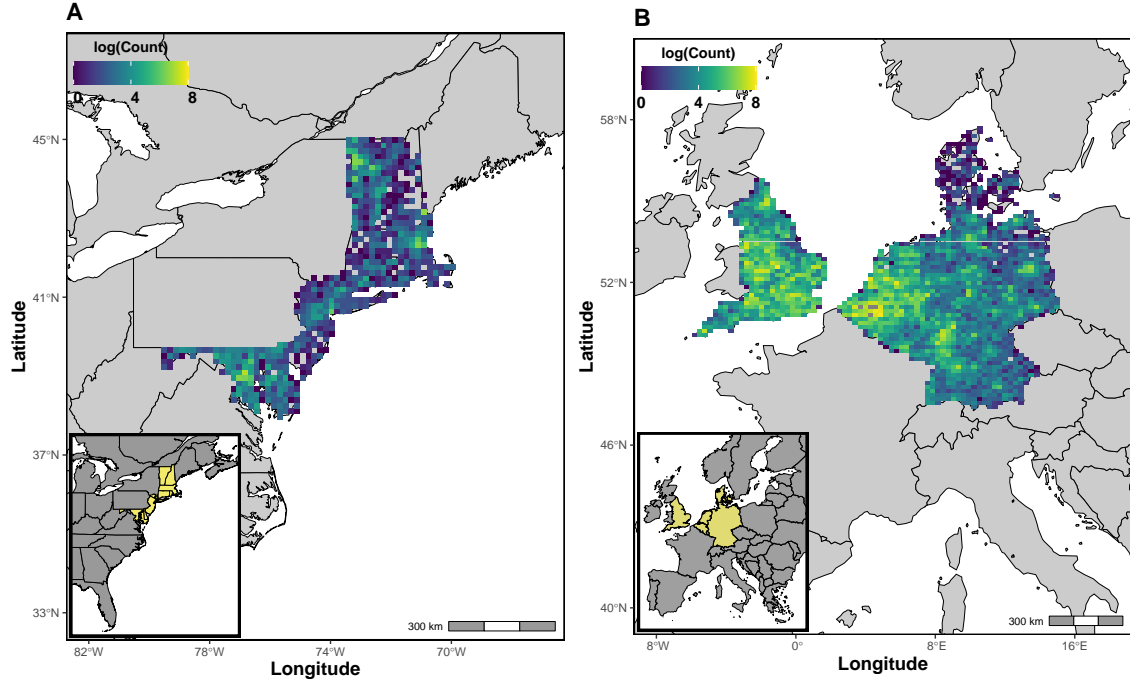 A
log(Count)
0 4 8
45°N
41°N
37°N
33°N
Latitude
300 km
82°W 78°W 74°W 70°W
Longitude
B
log(Count)
0 4 8
58°N
52°N
46°N
40°N
Latitude
300 km
8°W 0° 8°E 16°E
Longitude